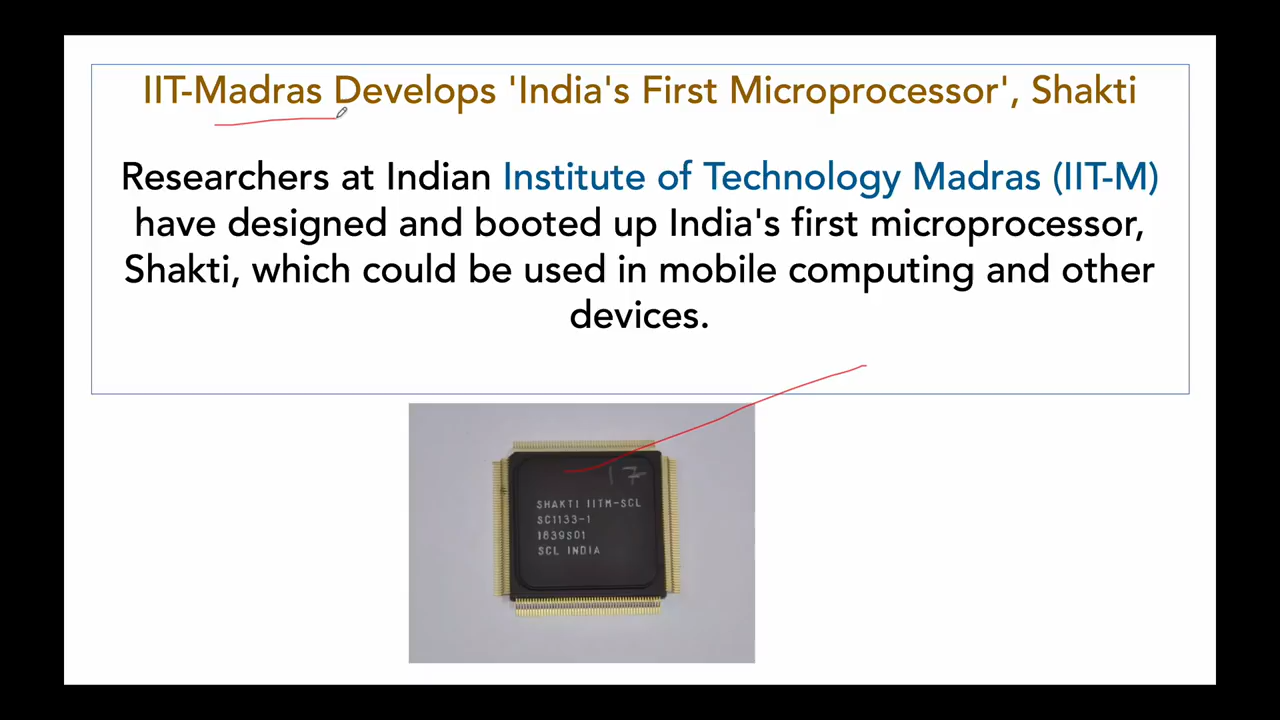 IIT-Madras Develops 'India's First Microprocessor', Shakti
Researchers at Indian Institute of Technology Madras (IIT-M)
have designed and booted up India's first microprocessor,
Shakti, which could be used in mobile computing and other
devices.
17
SHAKTI IITM-SCL
SC1133-1
1839S01
SCL INDIA